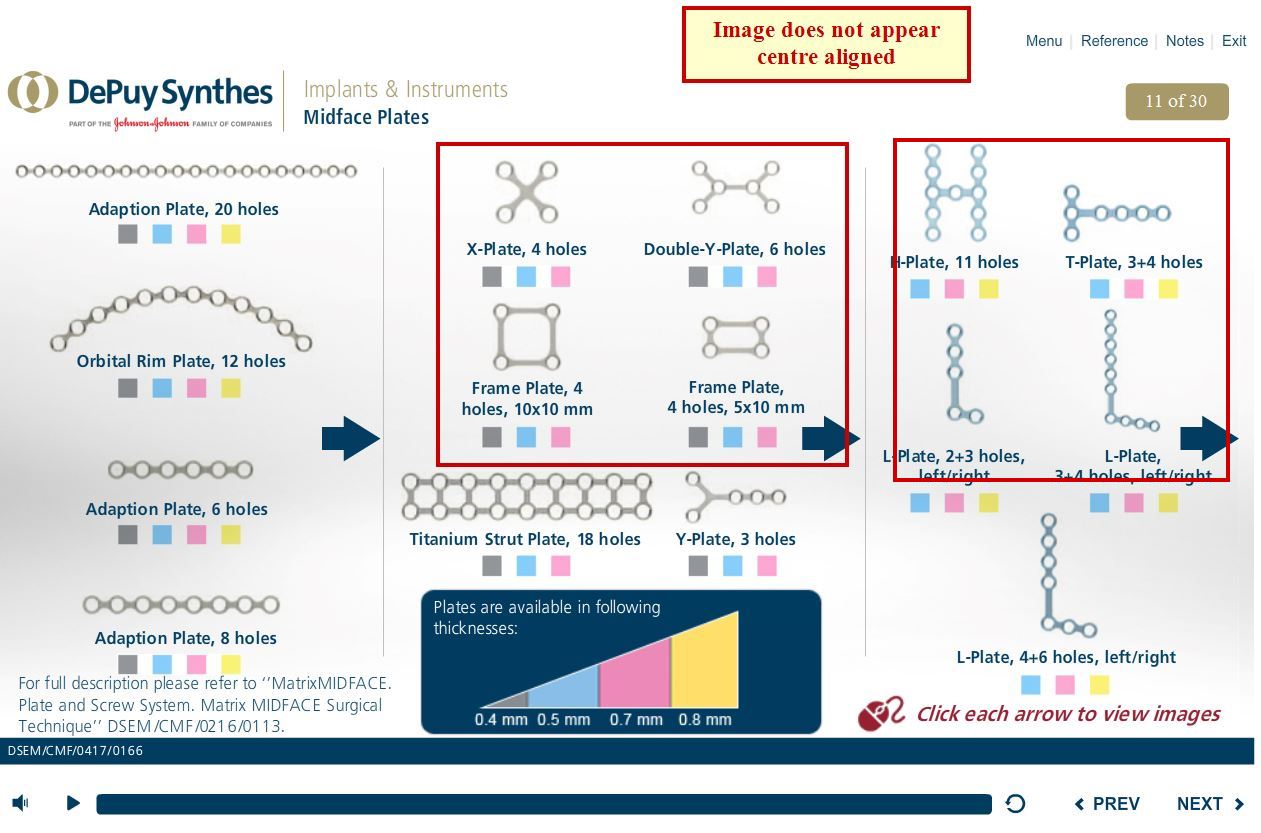 Image does not appear
centre aligned
Menu | Reference | Notes | Exit
DePuy Synthes
PART OF THE Johnson & Johnson FAMILY OF COMPANIES
Implants & Instruments
Midface Plates
11 of 30
Adaption Plate, 20 holes
Orbital Rim Plate, 12 holes
Adaption Plate, 6 holes
Adaption Plate, 8 holes
For full description please refer to ‘’MatrixMIDFACE.
Plate and Screw System. Matrix MIDFACE Surgical
Technique’’ DSEM/CMF/0216/0113.
X-Plate, 4 holes
Double-Y-Plate, 6 holes
Frame Plate, 4
holes, 10x10 mm
Frame Plate,
4 holes, 5x10 mm
Titanium Strut Plate, 18 holes
Y-Plate, 3 holes
Plates are available in following
thicknesses:
0.4 mm 0.5 mm 0.7 mm 0.8 mm
H-Plate, 11 holes
T-Plate, 3+4 holes
L-Plate, 2+3 holes,
left/right
L-Plate,
3+4 holes, left/right
L-Plate, 4+6 holes, left/right
Click each arrow to view images
DSEM/CMF/0417/0166
PREV
NEXT